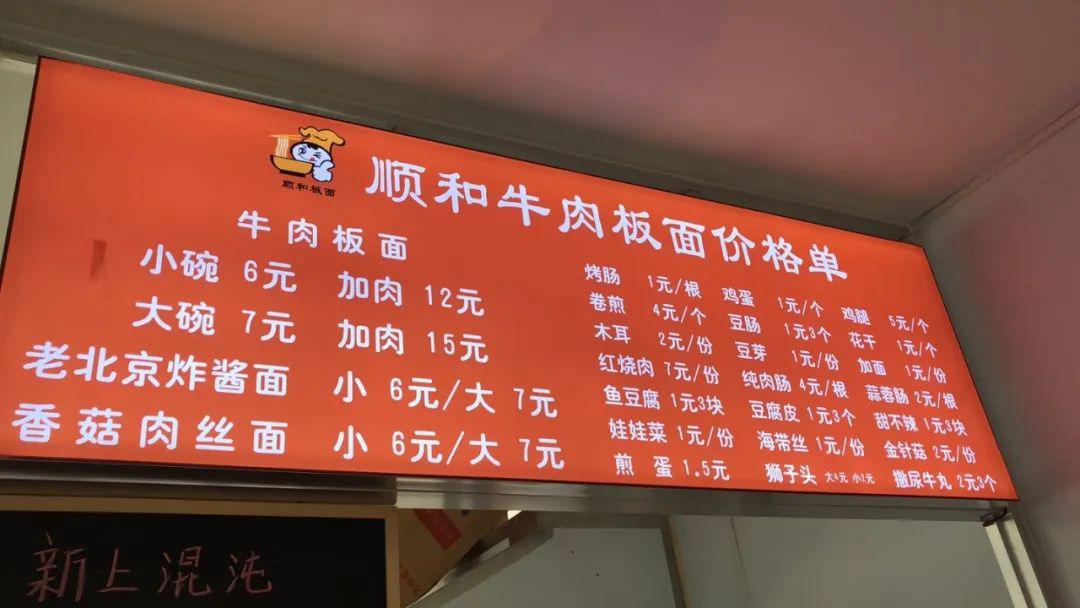 顺和板面
顺和牛肉板面价格单
牛肉板面
小碗 6元 加肉 12元
大碗 7元 加肉 15元
老北京炸酱面 小 6元/大 7元
香菇肉丝面 小 6元/大 7元
烤肠 1元/根 鸡蛋 1元/个 鸡腿 5元/个
卷煎 4元/个 豆肠 1元3个 花干 1元/个
木耳 2元/份 豆芽 1元/份 加面 1元/份
红烧肉 7元/份 纯肉肠 4元/根 蒜蓉肠 2元/根
鱼豆腐 1元3块 豆腐皮 1元3个 甜不辣 1元3块
娃娃菜 1元/份 海带丝 1元/份 金针菇 2元/份
煎 蛋 1.5元 狮子头 大4元 小2元 撒尿牛丸 2元3个
新上混沌